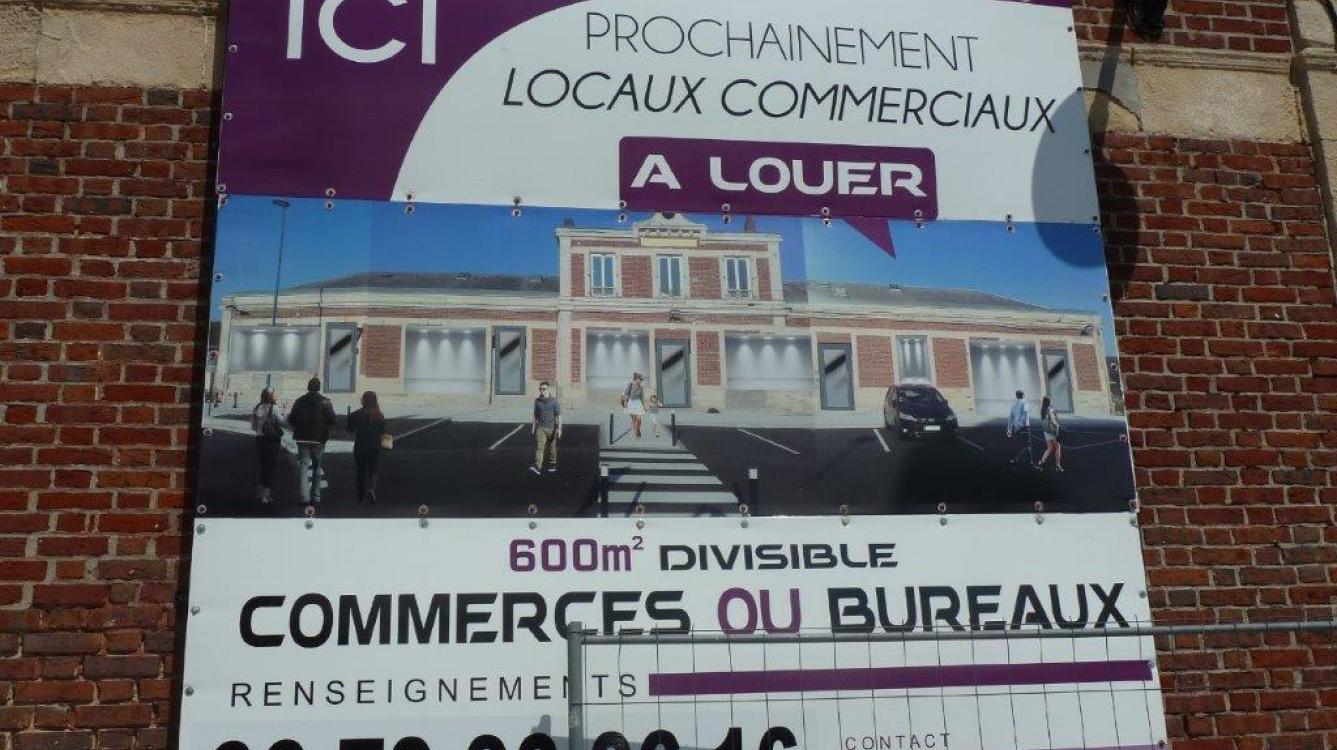 ICI
PROCHAINEMENT
LOCAUX COMMERCIAUX
A LOUER
600m² DIVISIBLE
COMMERCES OU BUREAUX
RENSEIGNEMENTS
CONTACT